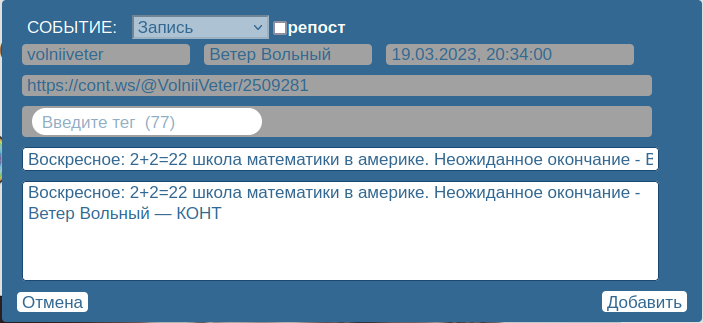 СОБЫТИЕ: Запись репост
volniiveter Ветер Вольный 19.03.2023, 20:34:00
https://cont.ws/@VolniiVeter/2509281
Введите тег (77)
Воскресное: 2+2=22 школа математики в америке. Неожиданное окончание - В
Воскресное: 2+2=22 школа математики в америке. Неожиданное окончание -
Ветер Вольный — КОНТ
Отмена Добавить